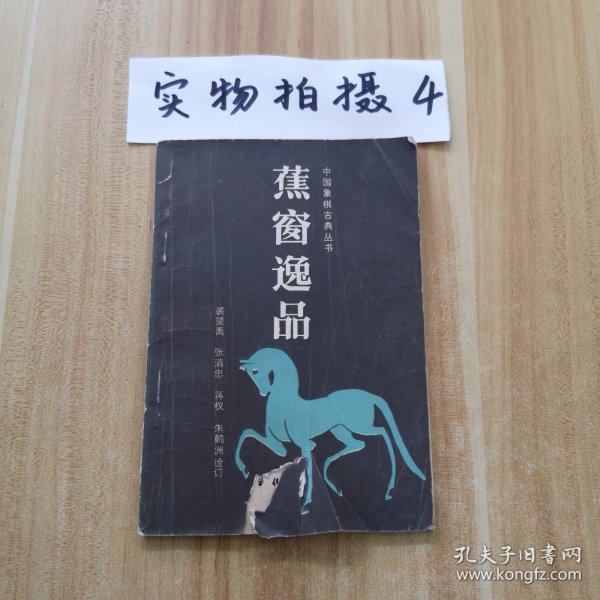 实物拍摄4
中国象棋古典丛书
蕉窗逸品
裘望禹 张清忠 蒋权 朱鹤洲诠订
孔夫子旧书网
www.kongfz.com